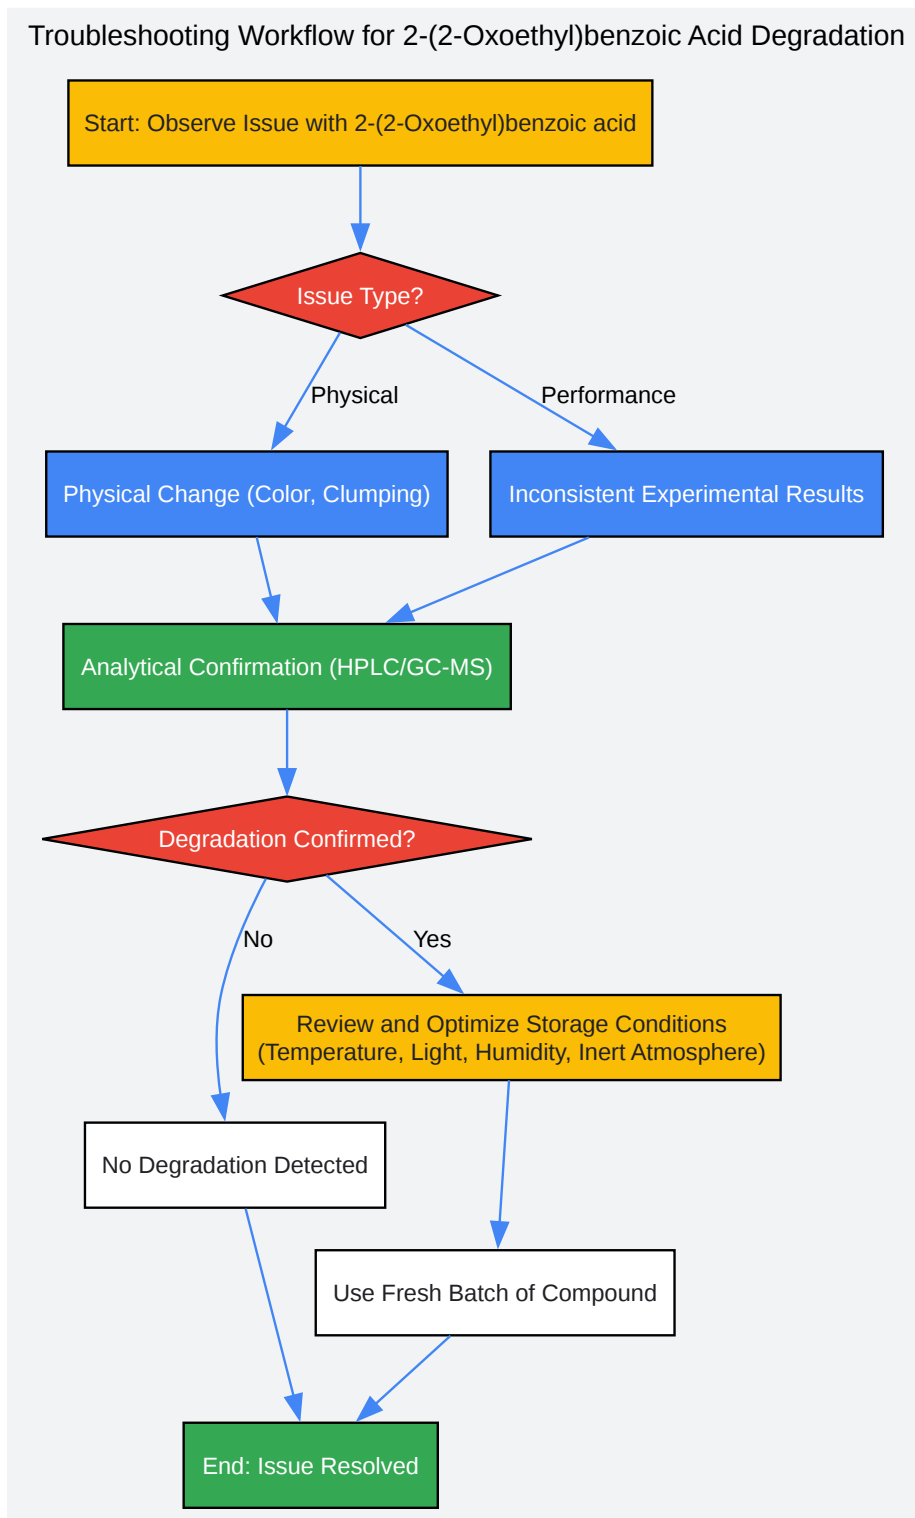 Troubleshooting Workflow for 2-(2-Oxoethyl)benzoic Acid Degradation
Start: Observe Issue with 2-(2-Oxoethyl)benzoic acid
Issue Type?
Physical
Performance
Physical Change (Color, Clumping)
Inconsistent Experimental Results
Analytical Confirmation (HPLC/GC-MS)
Degradation Confirmed?
No
Yes
Review and Optimize Storage Conditions
(Temperature, Light, Humidity, Inert Atmosphere)
No Degradation Detected
Use Fresh Batch of Compound
End: Issue Resolved